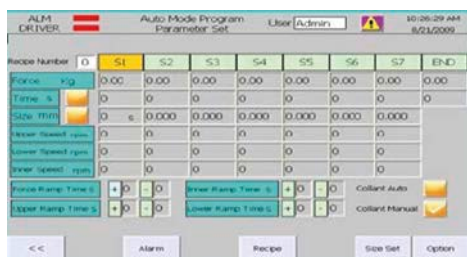 ALM DRIVER Auto Mode Program Parameter Set User Admin 10:26:29 AM 8/21/2009
Recipe Number 0 S1 S2 S3 S4 S5 S6 S7 END
Force Kg 0.00 0.00 0.00 0.00 0.00 0.00 0.00 0.00
Time s 0 0 0 0 0 0 0 0
Size mm 0 s 0.000 0.000 0.000 0.000 0.000 0.000
Upper Speed rpm 0 0 0 0 0 0 0
Lower Speed rpm 0 0 0 0 0 0 0
Inner Speed rpm 0 0 0 0 0 0 0
Force Ramp Time s + 0 - 0 Inner Ramp Time s + 0 - 0 Collant Auto
Upper Ramp Time s + 0 - 0 Lower Ramp Time s + 0 - 0 Collant Manual
<< Alarm Recipe Size Set Option